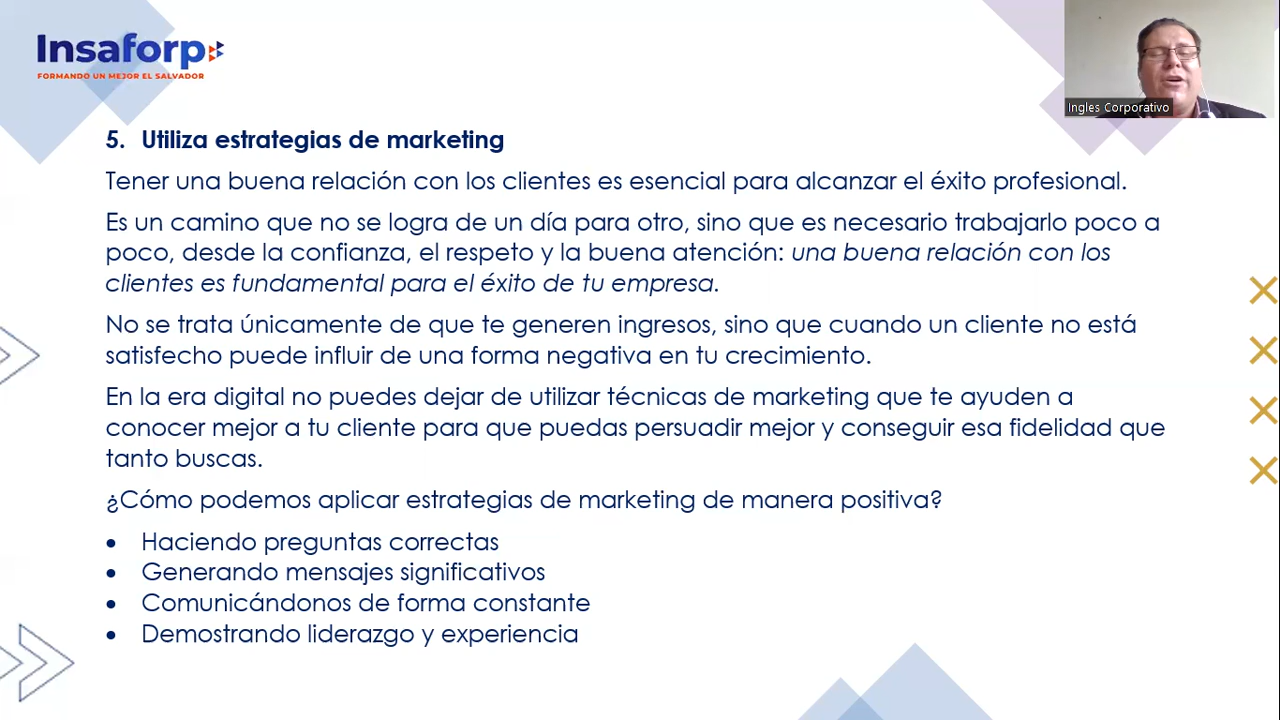 Insaforp
FORMANDO UN MEJOR EL SALVADOR
Ingles Corporativo
5. Utiliza estrategias de marketing
Tener una buena relación con los clientes es esencial para alcanzar el éxito profesional.
Es un camino que no se logra de un día para otro, sino que es necesario trabajarlo poco a
poco, desde la confianza, el respeto y la buena atención: una buena relación con los
clientes es fundamental para el éxito de tu empresa.
No se trata únicamente de que te generen ingresos, sino que cuando un cliente no está
satisfecho puede influir de una forma negativa en tu crecimiento.
En la era digital no puedes dejar de utilizar técnicas de marketing que te ayuden a
conocer mejor a tu cliente para que puedas persuadir mejor y conseguir esa fidelidad que
tanto buscas.
¿Cómo podemos aplicar estrategias de marketing de manera positiva?
• Haciendo preguntas correctas
• Generando mensajes significativos
• Comunicándonos de forma constante
• Demostrando liderazgo y experiencia